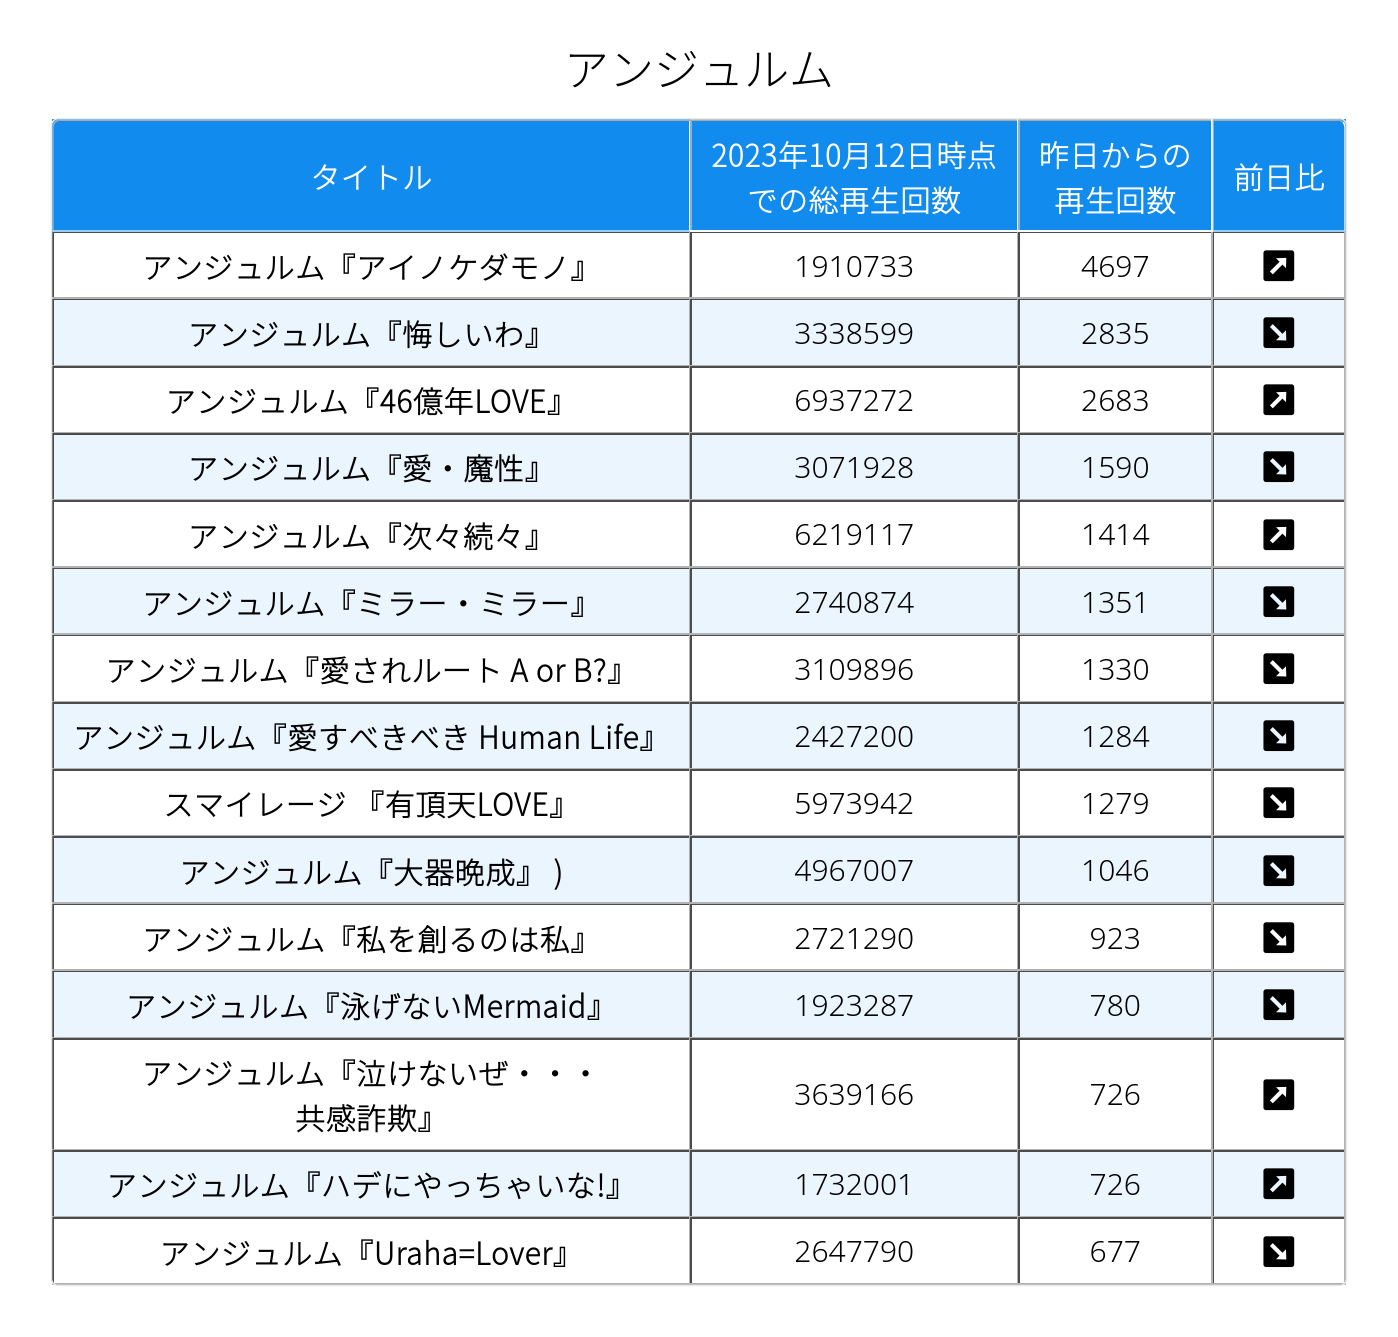 アンジュルム
タイトル
2023年10月12日時点
での総再生回数
昨日からの
再生回数
前日比
アンジュルム『アイノケダモノ』 1910733 4697 ↗
アンジュルム『悔しいわ』 3338599 2835 ↘
アンジュルム『46億年LOVE』 6937272 2683 ↗
アンジュルム『愛・魔性』 3071928 1590 ↘
アンジュルム『次々続々』 6219117 1414 ↗
アンジュルム『ミラー・ミラー』 2740874 1351 ↘
アンジュルム『愛されルート A or B?』 3109896 1330 ↘
アンジュルム『愛すべきべき Human Life』 2427200 1284 ↘
スマイレージ 『有頂天LOVE』 5973942 1279 ↘
アンジュルム『大器晩成』 ) 4967007 1046 ↘
アンジュルム『私を創るのは私』 2721290 923 ↘
アンジュルム『泳げないMermaid』 1923287 780 ↘
アンジュルム『泣けないぜ・・・
共感詐欺』 3639166 726 ↗
アンジュルム『ハデにやっちゃいな!』 1732001 726 ↗
アンジュルム『Uraha=Lover』 2647790 677 ↘